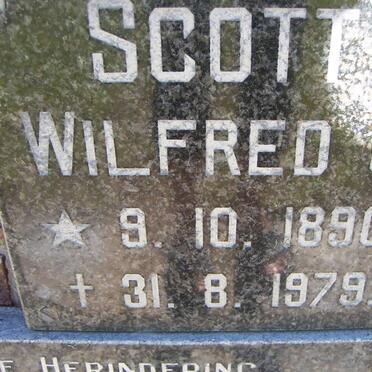 SCOTT
WILFRED
★ 9. 10. 1890
✝ 31. 8. 1979.
HERINDERING